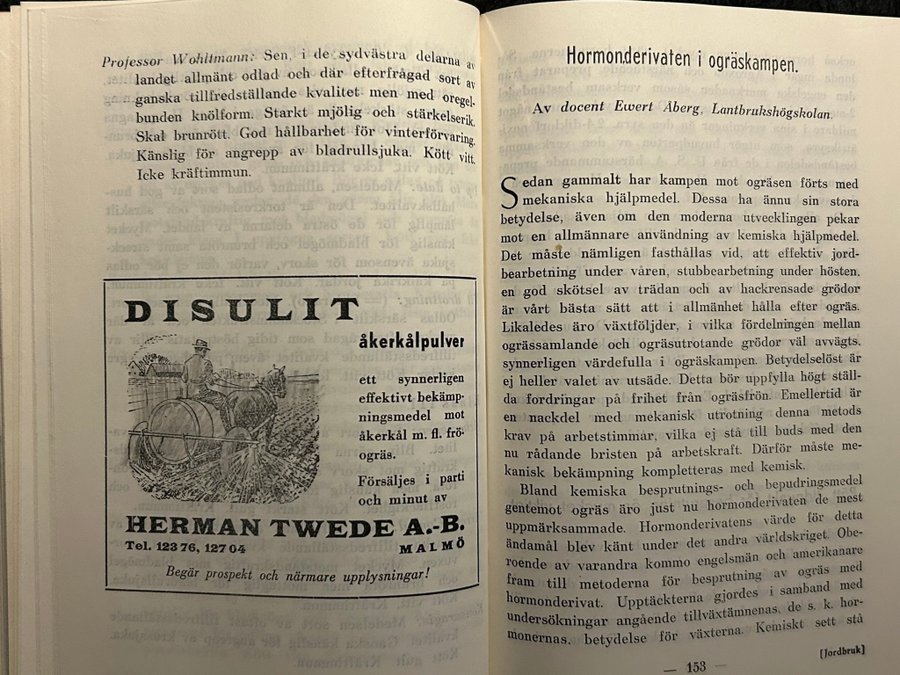 Professor Wohltmann: Sen, i de sydvästra delarna av
landet allmänt odlad och där efterfrågad sort av
ganska tillfredställande kvalitet men med oregel-
bunden knölform. Starkt mjölig och stärkelserik.
Skal brunrött. God hållbarhet för vinterförvaring.
Känslig för angrepp av bladrullsjuka. Kött vitt.
Icke kräftimmun.
DISULIT
åkerkålpulver
ett synnerligen
effektivt bekämp-
ningsmedel mot
åkerkål m. fl. frö-
ogräs.
Försäljes i parti
och minut av
HERMAN TWEDE A.-B.
Tel. 123 76, 127 04 MALMÖ
Begär prospekt och närmare upplysningar!
Hormonderivaten i ogräskampen.
Av docent Ewert Åberg, Lantbrukshögskolan.
Sedan gammalt har kampen mot ogräsen förts med
mekaniska hjälpmedel. Dessa ha ännu sin stora
betydelse, även om den moderna utvecklingen pekar
mot en allmännare användning av kemiska hjälpmedel.
Det måste nämligen fasthållas vid, att effektiv jord-
bearbetning under våren, stubbearbetning under hösten,
en god skötsel av trädan och av hackrensade grödor
är vårt bästa sätt att i allmänhet hålla efter ogräs.
Likaledes äro växtföljder, i vilka fördelningen mellan
ogrässamlande och ogräsutrotande grödor väl avvägts,
synnerligen värdefulla i ogräskampen. Betydelselöst är
ej heller valet av utsäde. Detta bör uppfylla högt ställ-
da fordringar på frihet från ogräsfrön. Emellertid är
en nackdel med mekanisk utrotning denna metods
krav på arbetstimmar, vilka ej stå till buds med den
nu rådande bristen på arbetskraft. Därför måste me-
kanisk bekämpning kompletteras med kemisk.
Bland kemiska besprutnings- och bepudringsmedel
gentemot ogräs äro just nu hormonderivaten de mest
uppmärksammade. Hormonderivatens värde för detta
ändamål blev känt under det andra världskriget. Obe-
roende av varandra kommo engelsmän och amerikanare
fram till metoderna för besprutning av ogräs med
hormonderivat. Upptäckterna gjordes i samband med
undersökningar angående tillväxtämnenas, de s. k. hor-
monernas, betydelse för växterna. Kemiskt sett stå
[Jordbruk]
— 153 —